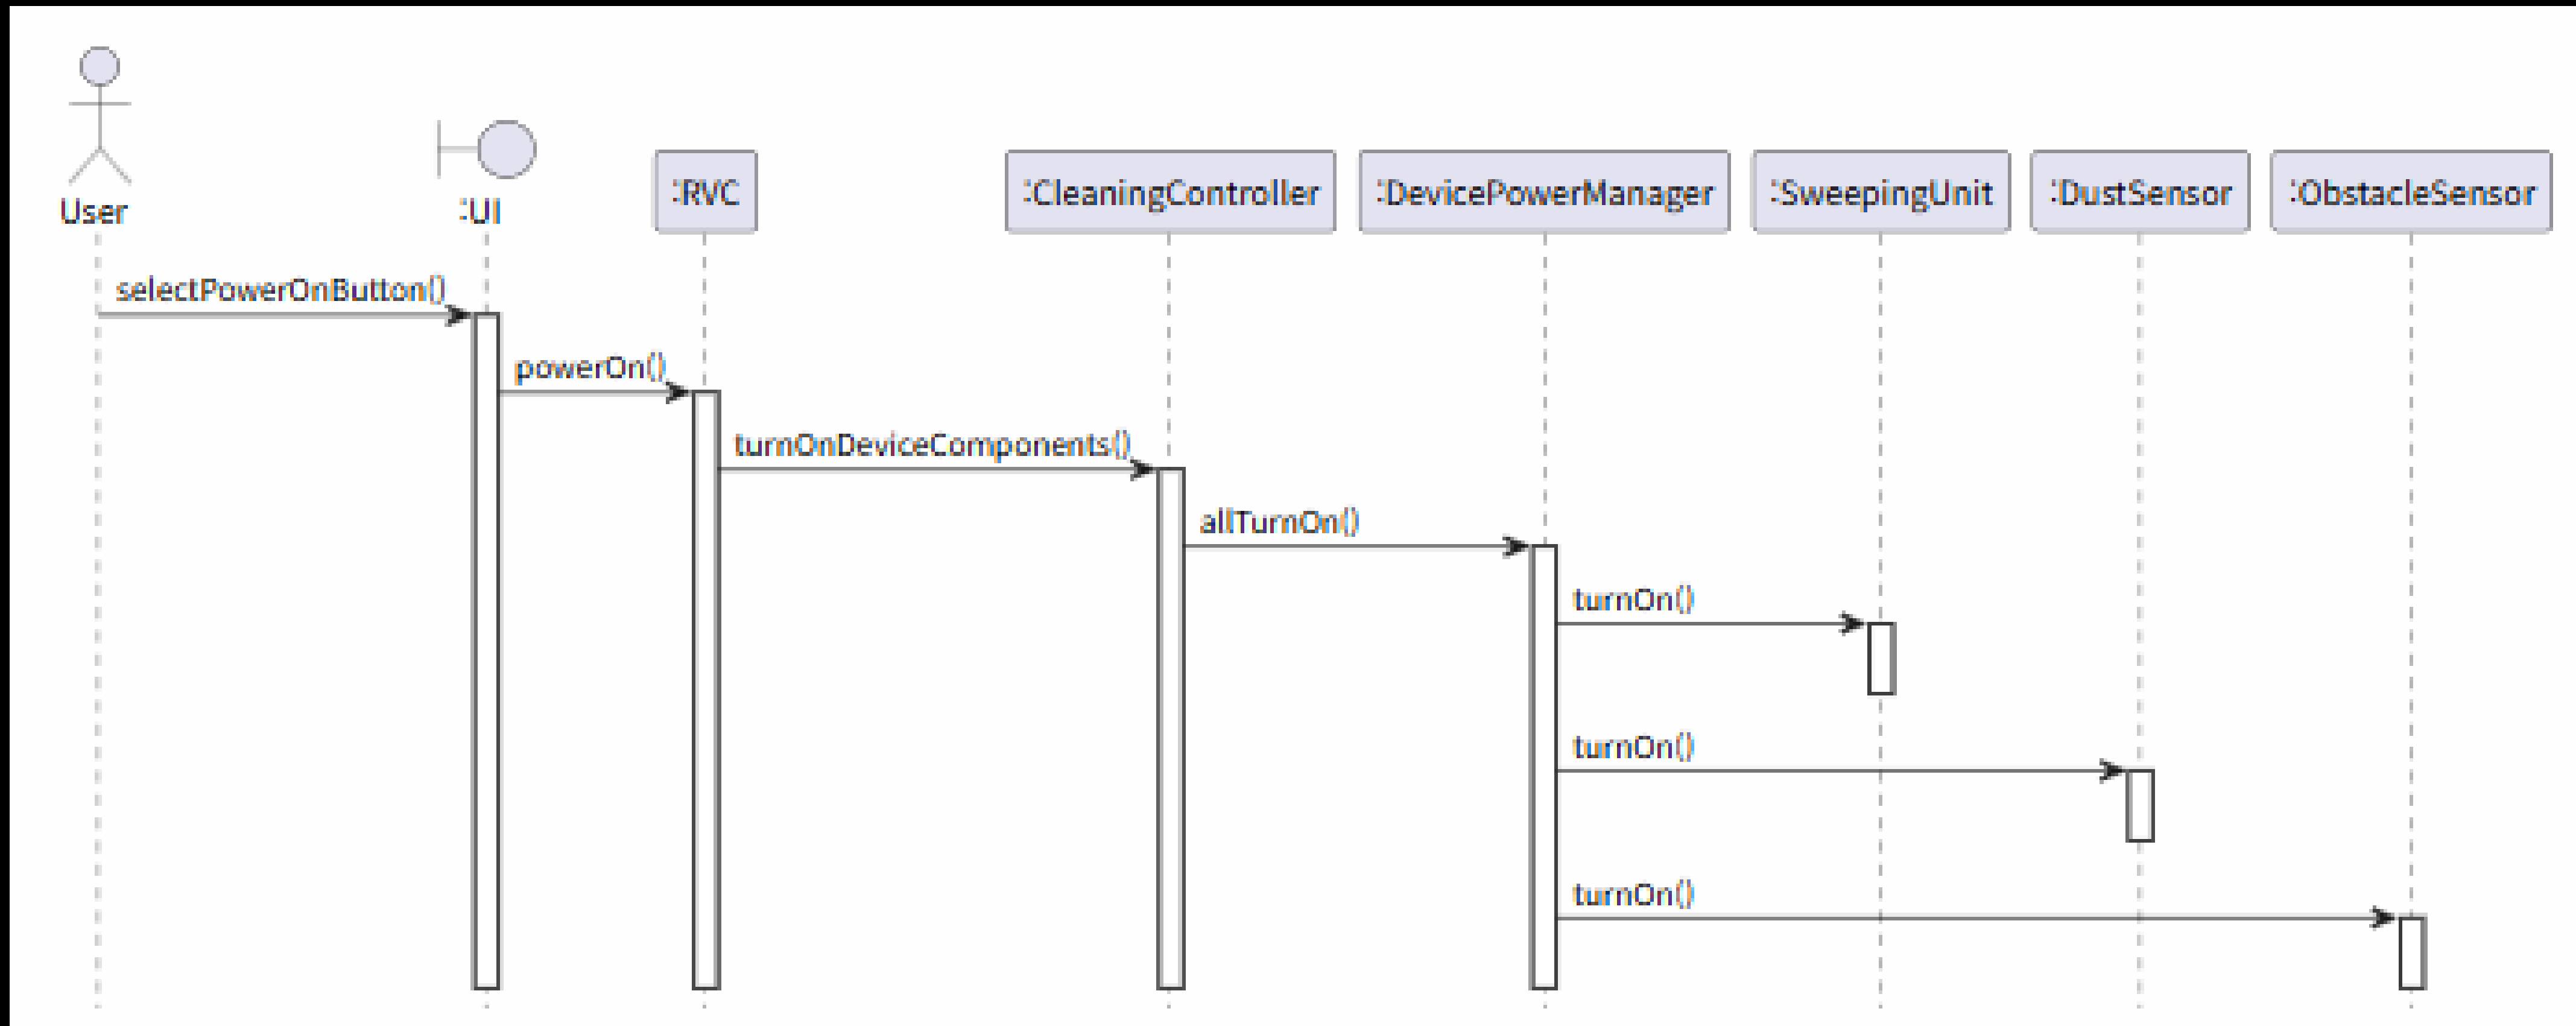 User
:UI
:RVC
:CleaningController
:DevicePowerManager
:SweepingUnit
:DustSensor
:ObstacleSensor
selectPowerOnButton()
powerOn()
turnOnDeviceComponents()
allTurnOn()
turnOn()
turnOn()
turnOn()